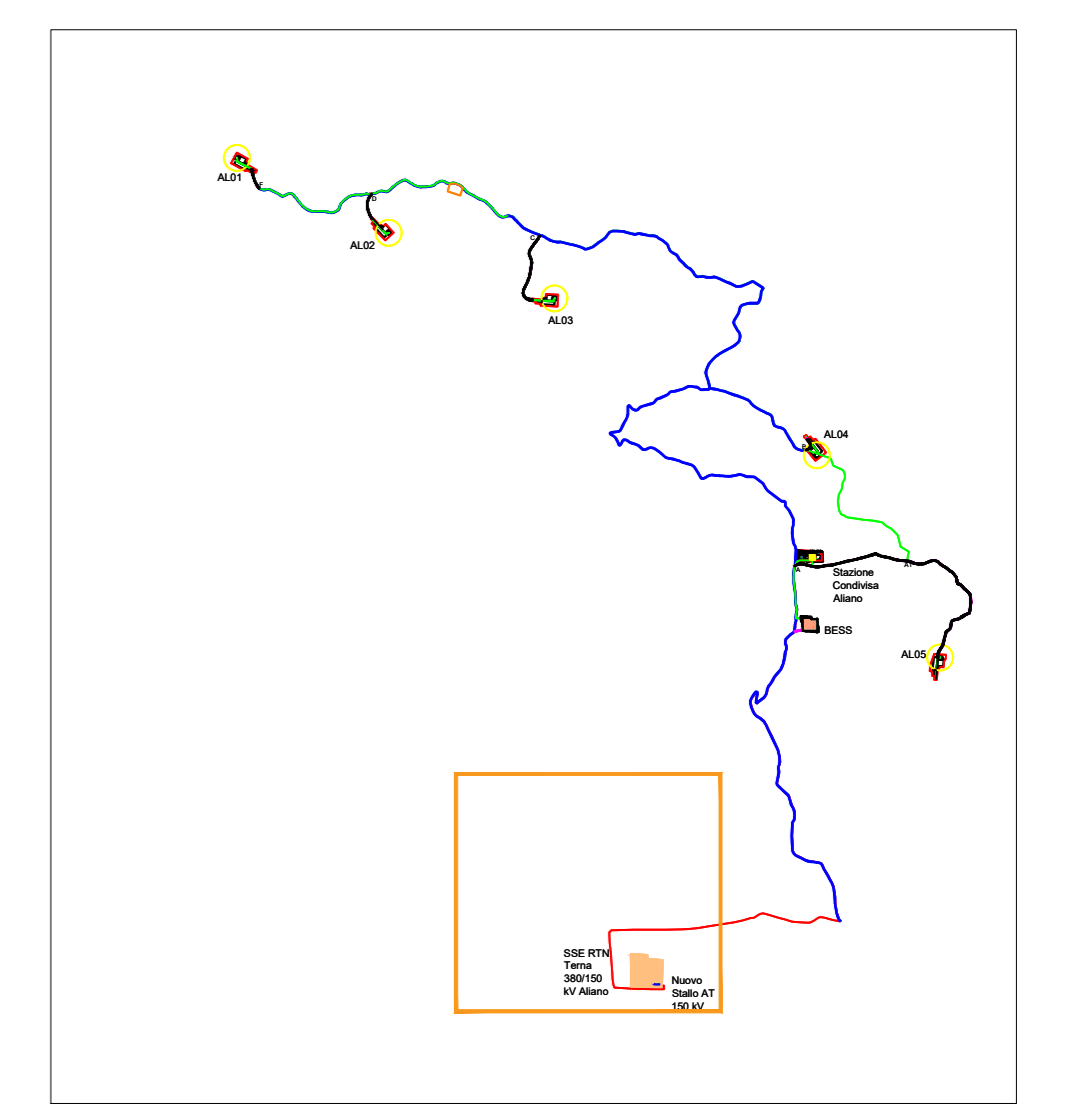 AL01
F
D
AL02
C
AL03
AL04
B
A
A1
Stazione
Condivisa
Aliano
BESS
AL05
SSE RTN
Terna
380/150
kV Aliano
Nuovo
Stallo AT
150 kV